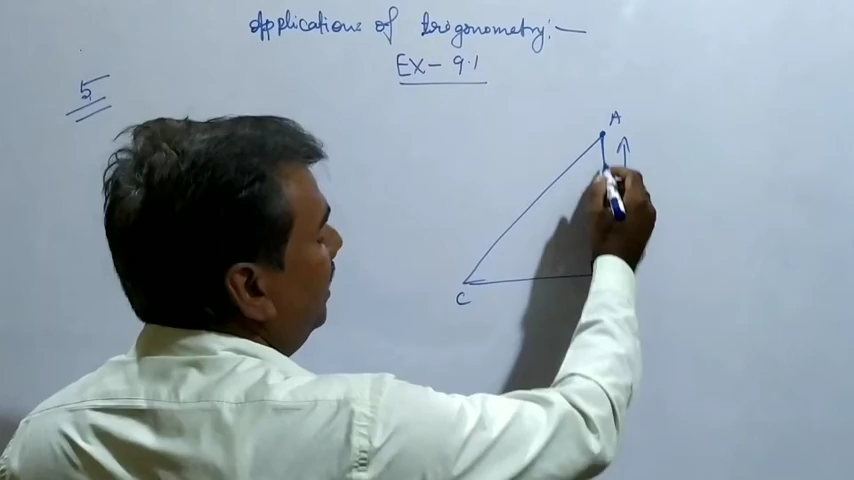 Applications of trigonometry:—
EX – 9.1
5
A
C